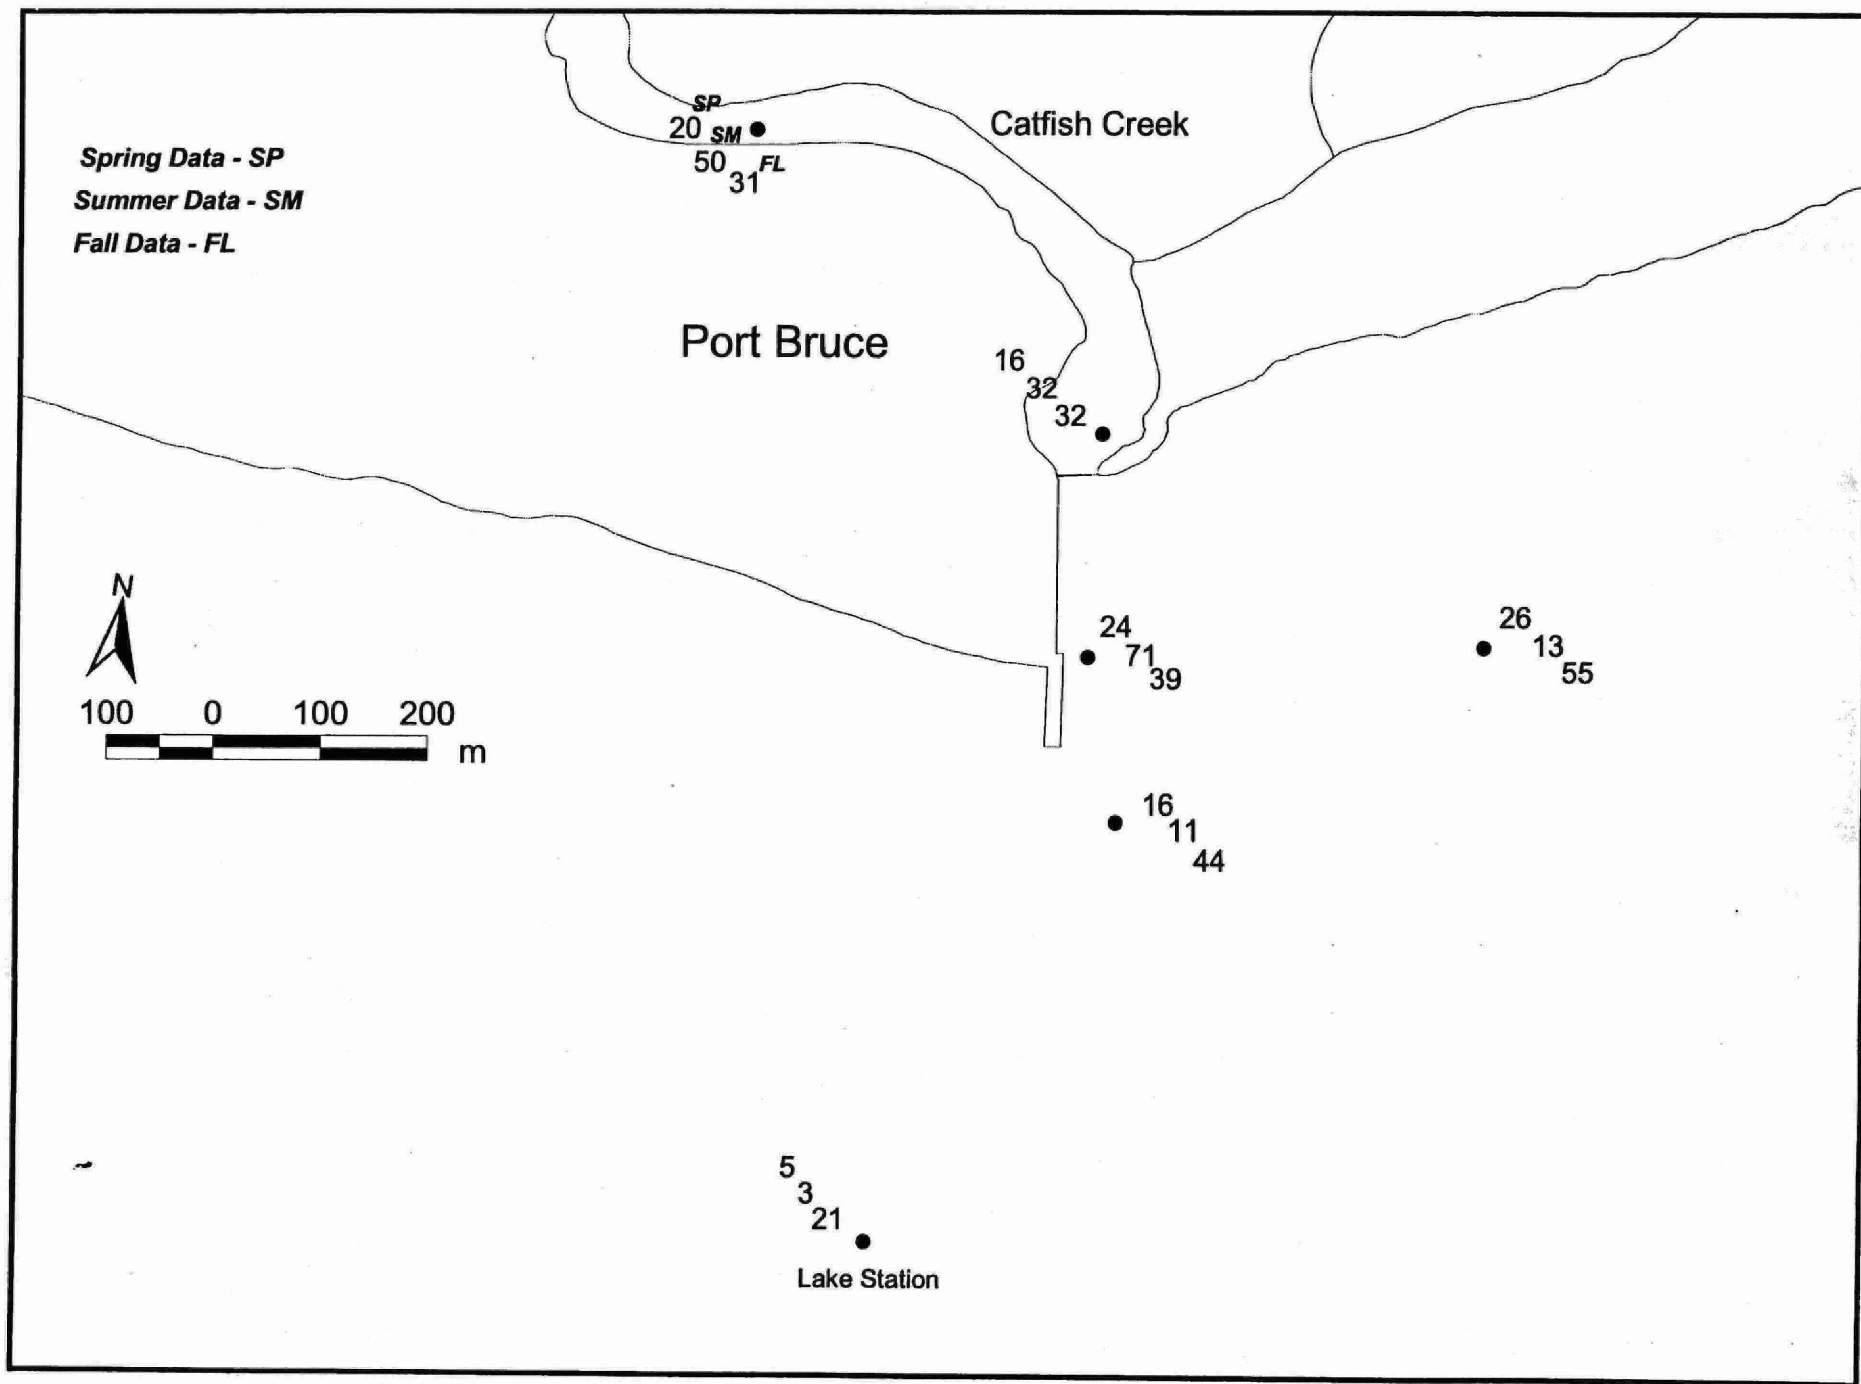 SP
20 SM
50 FL
31
Catfish Creek
Spring Data - SP
Summer Data - SM
Fall Data - FL
Port Bruce
16
32
32
N
24
71
39
26
13
55
100 0 100 200
m
16
11
44
5
3
21
Lake Station